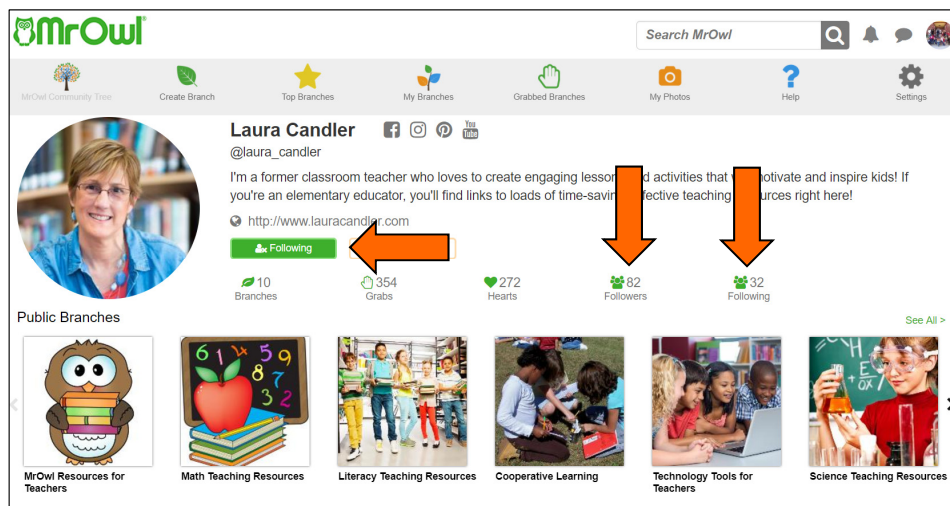 MrOwl
Search MrOwl
MrOwl Community Tree
Create Branch
Top Branches
My Branches
Grabbed Branches
My Photos
Help
Settings
Laura Candler
You Tube
@laura_candler
I'm a former classroom teacher who loves to create engaging activities that motivate and inspire kids! If
you're an elementary educator, you'll find links to loads of teaching right here!
http://www.lauracandler.com
Following
10
Branches
354
Grabs
272
Hearts
82
Followers
32
Following
Public Branches
See All >
6 1 4 5 9
8
7
3 2
MrOwl Resources for
Teachers
Math Teaching Resources
Literacy Teaching Resources
Cooperative Learning
Technology Tools for
Teachers
Science Teaching Resources